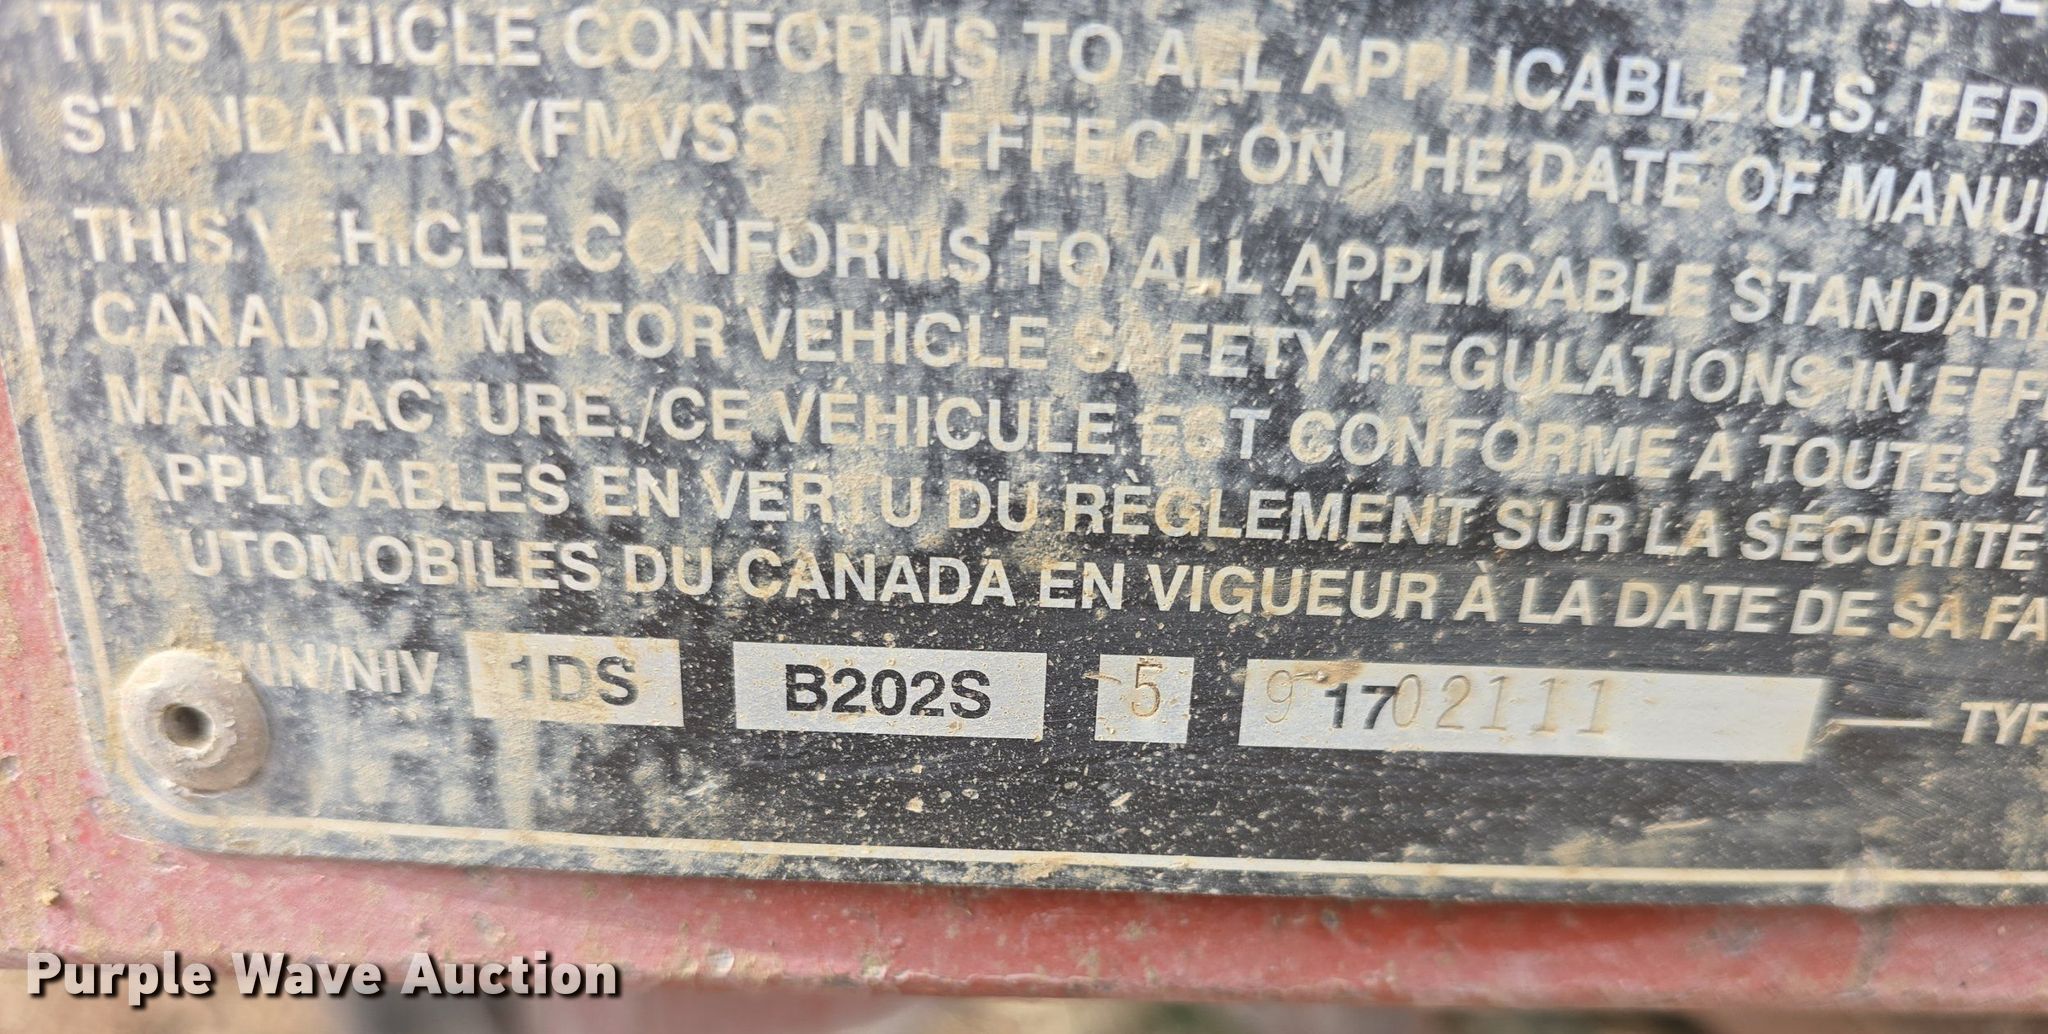 THIS VEHICLE CONFORMS TO ALL APPLICABLE U.S. FED
STANDARDS (FMVSS IN EFFECT ON THE DATE OF MANU
THIS VEHICLE CONFORMS TO ALL APPLICABLE STANDAR
CANADIAN MOTOR VEHICLE SAFETY REGULATIONS IN EFF
MANUFACTURE./CE VÉHICULE EST CONFORME À TOUTES L
APPLICABLES EN VERTU DU RÈGLEMENT SUR LA SÉCURITÉ
AUTOMOBILES DU CANADA EN VIGUEUR À LA DATE DE SA FA
VIN/NIV 1DS B202S 5 9 1702111 TYP
Purple Wave Auction